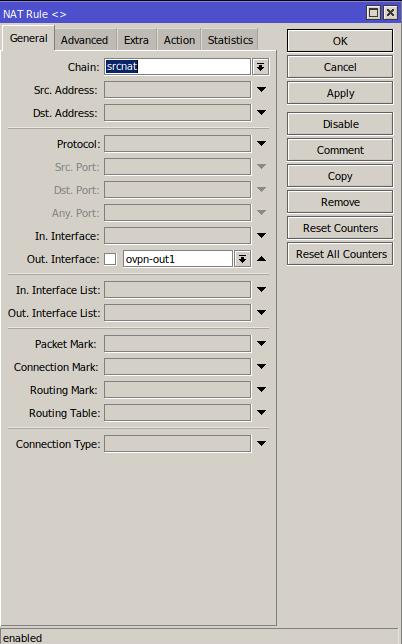 NAT Rule <>
General Advanced Extra Action Statistics
Chain: srcnat
Src. Address:
Dst. Address:
Protocol:
Src. Port:
Dst. Port:
Any. Port:
In. Interface:
Out. Interface: ovpn-out1
In. Interface List:
Out. Interface List:
Packet Mark:
Connection Mark:
Routing Mark:
Routing Table:
Connection Type:
OK
Cancel
Apply
Disable
Comment
Copy
Remove
Reset Counters
Reset All Counters
enabled